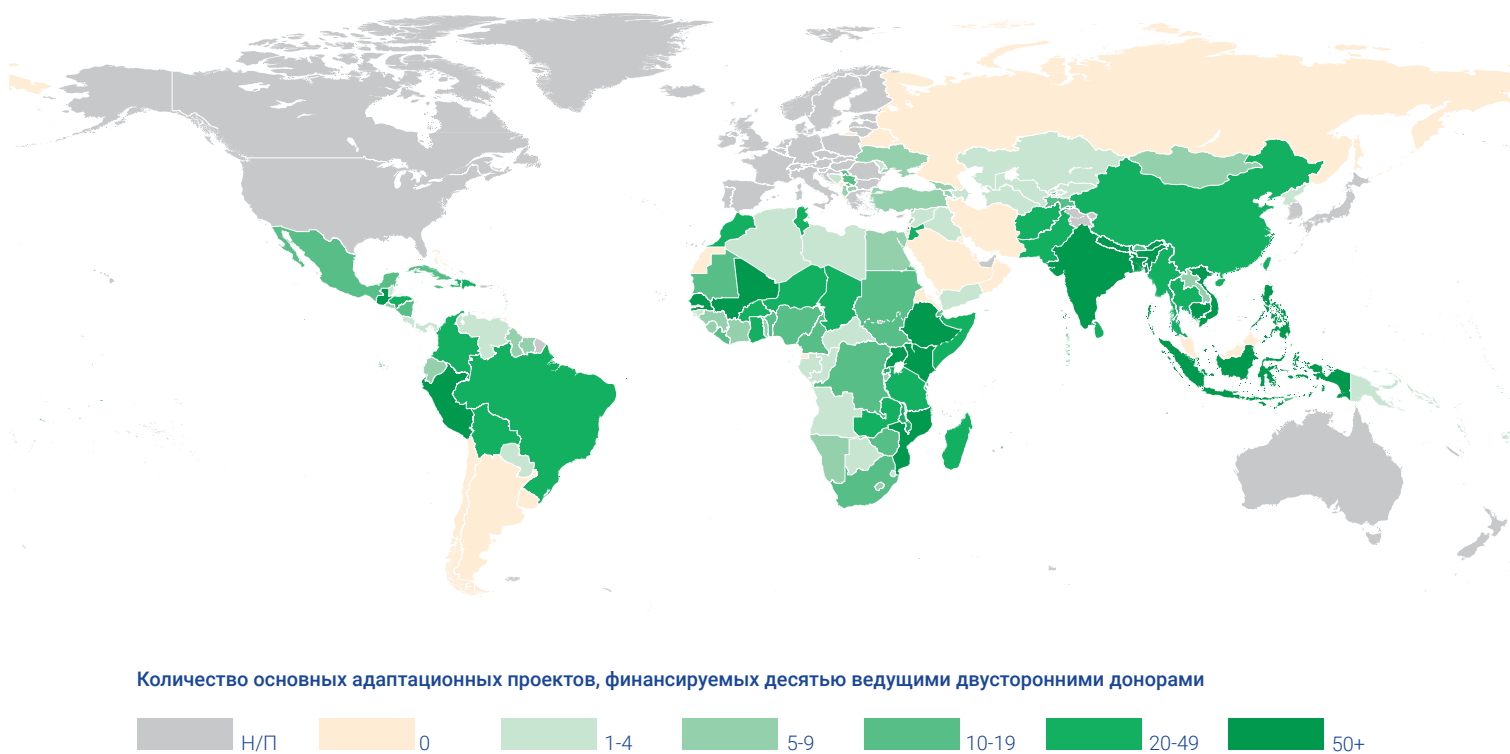 Количество основных адаптационных проектов, финансируемых десятью ведущими двусторонними донорами
Н/П 0 1-4 5-9 10-19 20-49 50+